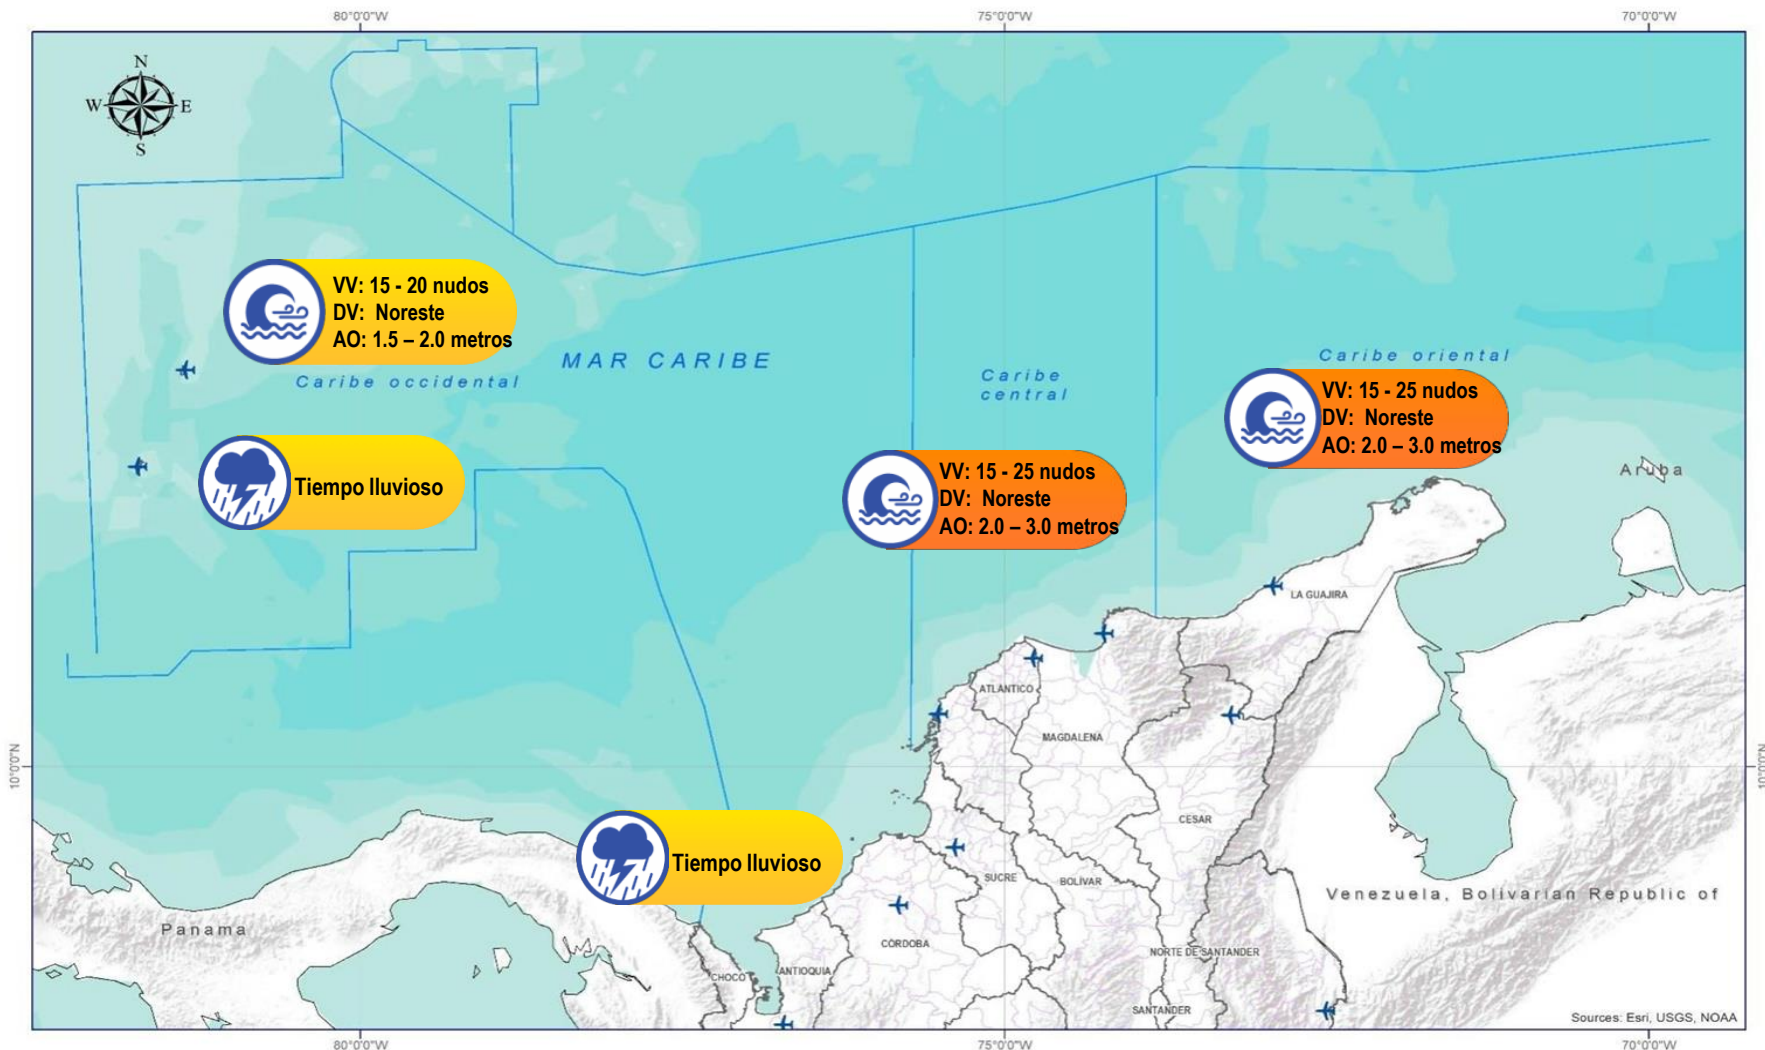 80°0'0"W
75°0'0"W
70°0'0"W
N
W E
S
VV: 15 - 20 nudos
DV: Noreste
AO: 1.5 – 2.0 metros
MAR CARIBE
Caribe occidental
Caribe
central
Caribe oriental
VV: 15 - 25 nudos
DV: Noreste
AO: 2.0 – 3.0 metros
Tiempo lluvioso
VV: 15 - 25 nudos
DV: Noreste
AO: 2.0 – 3.0 metros
Aruba
LA GUAJIRA
ATLANTICO
MAGDALENA
10°0'0"N
10°0'0"N
CESAR
Tiempo lluvioso
SUCRE
BOLÍVAR
Venezuela, Bolivarian Republic of
Panama
CÓRDOBA
NORTE DE SANTANDER
CHOCO
ANTIOQUIA
SANTANDER
Sources: Esri, USGS, NOAA
80°0'0"W
75°0'0"W
70°0'0"W